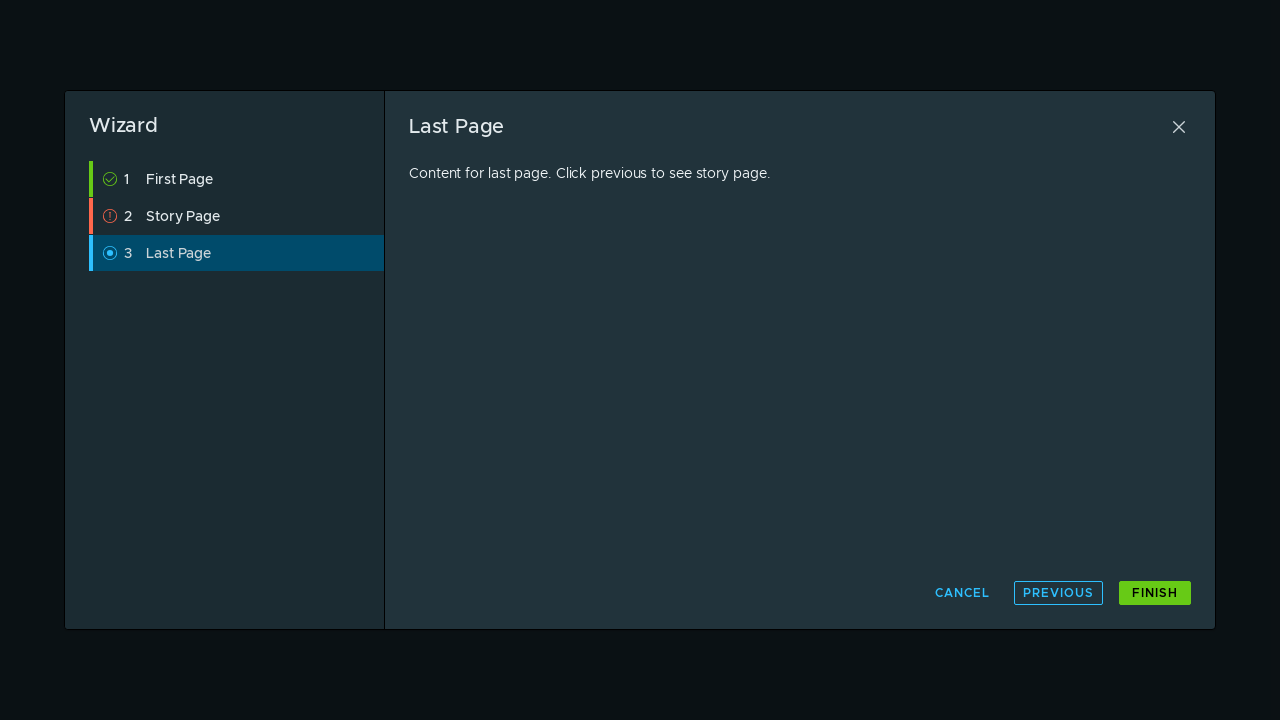 Wizard
1 First Page
2 Story Page
3 Last Page
Last Page
Content for last page. Click previous to see story page.
CANCEL PREVIOUS FINISH